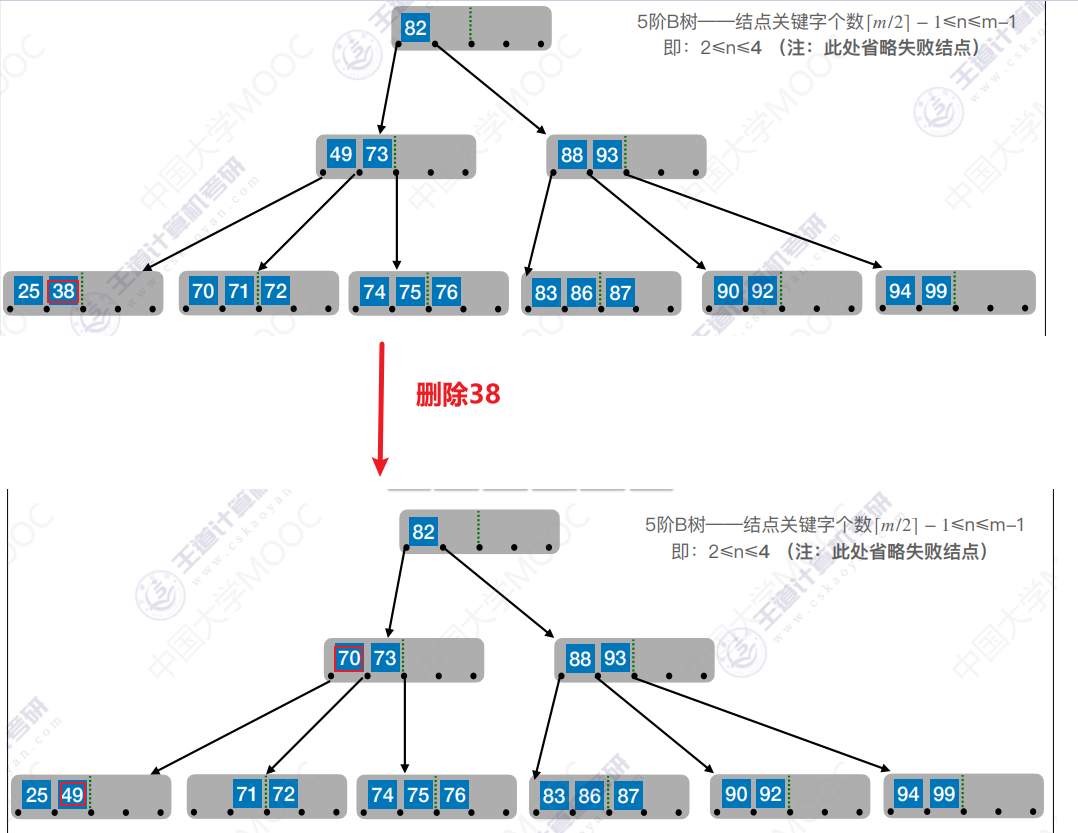 82
5阶B树——结点关键字个数⌈m/2⌉ − 1≤n≤m–1
即：2≤n≤4 （注：此处省略失败结点）
49 73
88 93
25 38
70 71 72
74 75 76
83 86 87
90 92
94 99
删除38
82
5阶B树——结点关键字个数⌈m/2⌉ − 1≤n≤m–1
即：2≤n≤4 （注：此处省略失败结点）
70 73
88 93
25 49
71 72
74 75 76
83 86 87
90 92
94 99
中国大学MOOC
王道计算机考研
www.cskaoyan.com